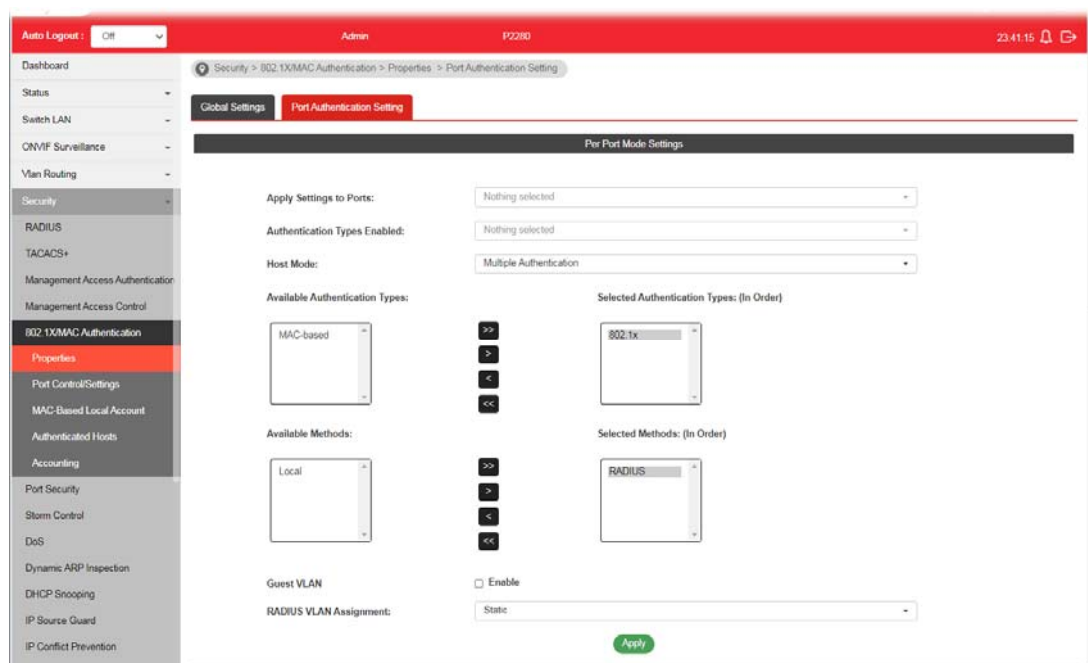 Auto Logout : Off Admin P2280 23:41:15
Dashboard
Status
Switch LAN
ONVIF Surveillance
Vlan Routing
Security
RADIUS
TACACS+
Management Access Authentication
Management Access Control
802.1X/MAC Authentication
Properties
Port Control/Settings
MAC-Based Local Account
Authenticated Hosts
Accounting
Port Security
Storm Control
DoS
Dynamic ARP Inspection
DHCP Snooping
IP Source Guard
IP Conflict Prevention
Security > 802.1X/MAC Authentication > Properties > Port Authentication Setting
Global Settings Port Authentication Setting
Per Port Mode Settings
Apply Settings to Ports: Nothing selected
Authentication Types Enabled: Nothing selected
Host Mode: Multiple Authentication
Available Authentication Types: Selected Authentication Types: (In Order)
MAC-based >> 802.1x
>
<
<<
Available Methods: Selected Methods: (In Order)
Local >> RADIUS
>
<
<<
Guest VLAN Enable
RADIUS VLAN Assignment: Static
Apply